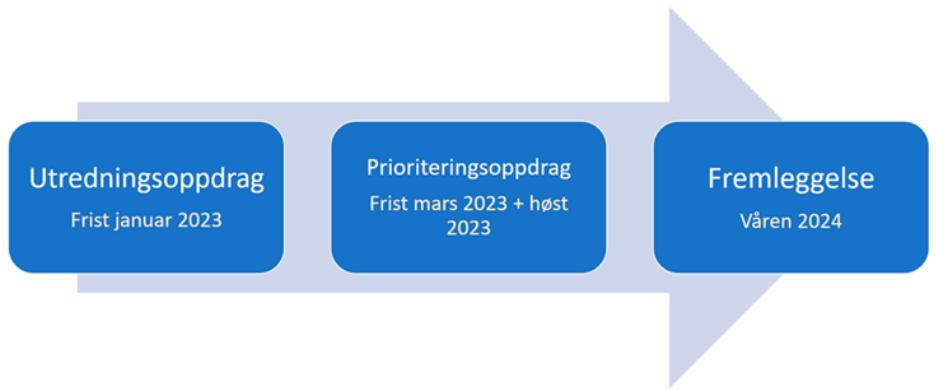 Utredningsoppdrag
Frist januar 2023
Prioriteringsoppdrag
Frist mars 2023 + høst
2023
Fremleggelse
Våren 2024